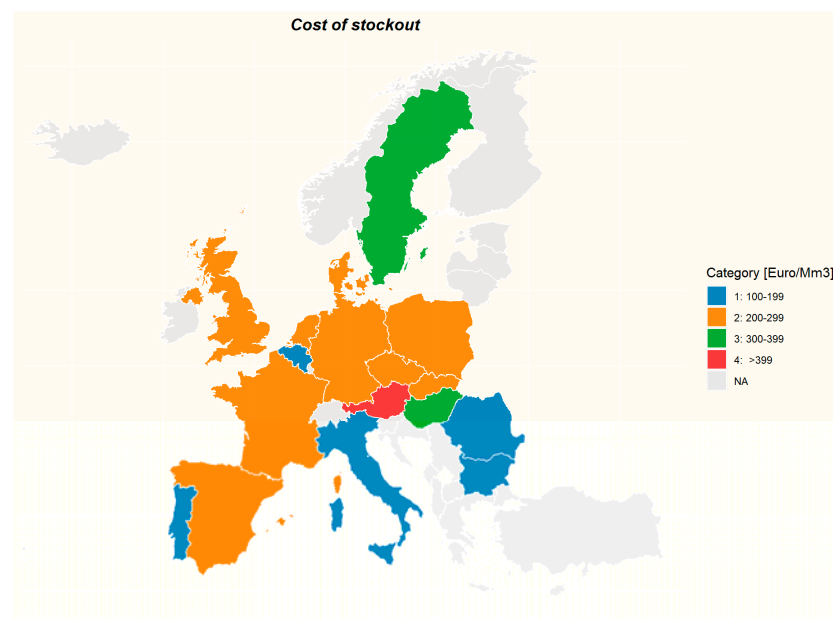 Cost of stockout
Category [Euro/Mm3]
1: 100-199
2: 200-299
3: 300-399
4:  >399
NA